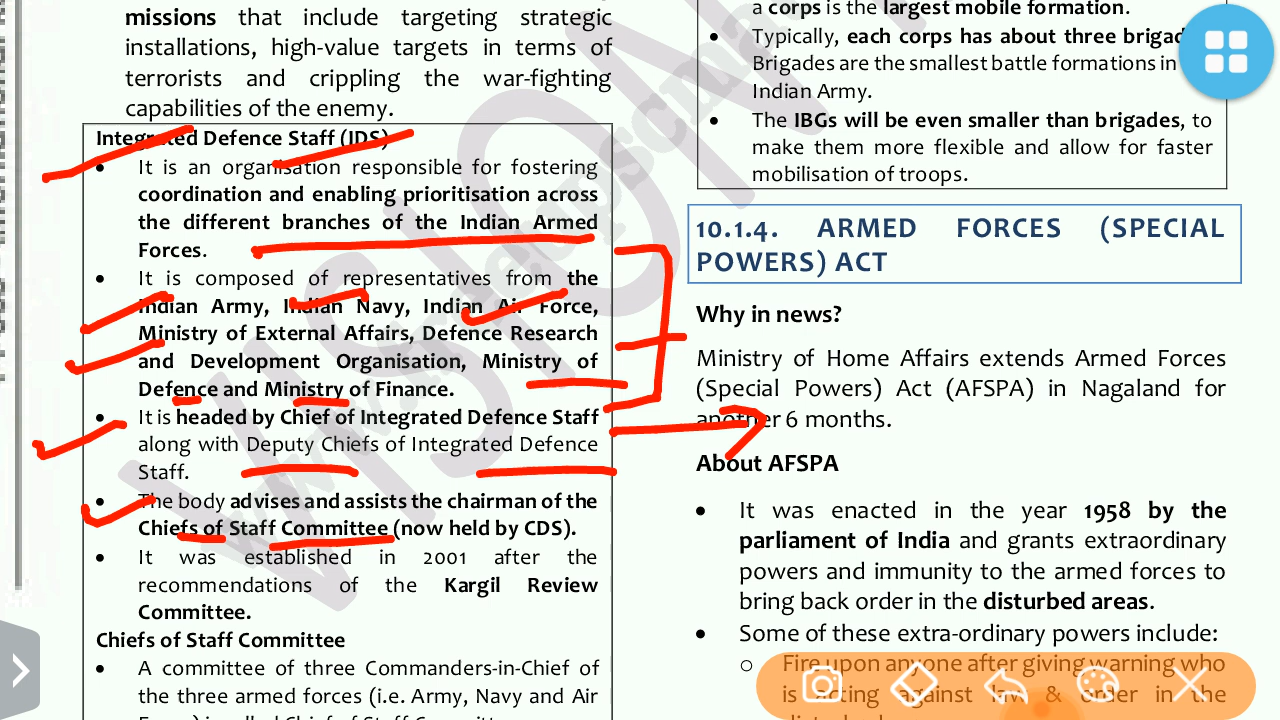 missions that include targeting strategic
installations, high-value targets in terms of
terrorists and crippling the war-fighting
capabilities of the enemy.
Integrated Defence Staff (IDS)
• It is an organisation responsible for fostering
coordination and enabling prioritisation across
the different branches of the Indian Armed
Forces.
• It is composed of representatives from the
Indian Army, Indian Navy, Indian Air Force,
Ministry of External Affairs, Defence Research
and Development Organisation, Ministry of
Defence and Ministry of Finance.
• It is headed by Chief of Integrated Defence Staff
along with Deputy Chiefs of Integrated Defence
Staff.
• The body advises and assists the chairman of the
Chiefs of Staff Committee (now held by CDS).
• It was established in 2001 after the
recommendations of the Kargil Review
Committee.
Chiefs of Staff Committee
• A committee of three Commanders-in-Chief of
the three armed forces (i.e. Army, Navy and Air
a corps is the largest mobile formation.
• Typically, each corps has about three
Brigades are the smallest battle formations in
Indian Army.
• The IBGs will be even smaller than brigades, to
make them more flexible and allow for faster
mobilisation of troops.
10.1.4. ARMED FORCES (SPECIAL
POWERS) ACT
Why in news?
Ministry of Home Affairs extends Armed Forces
(Special Powers) Act (AFSPA) in Nagaland for
another 6 months.
About AFSPA
• It was enacted in the year 1958 by the
parliament of India and grants extraordinary
powers and immunity to the armed forces to
bring back order in the disturbed areas.
• Some of these extra-ordinary powers include:
o Fire upon anyone after giving warning who
is acting against law & order in the
VISION